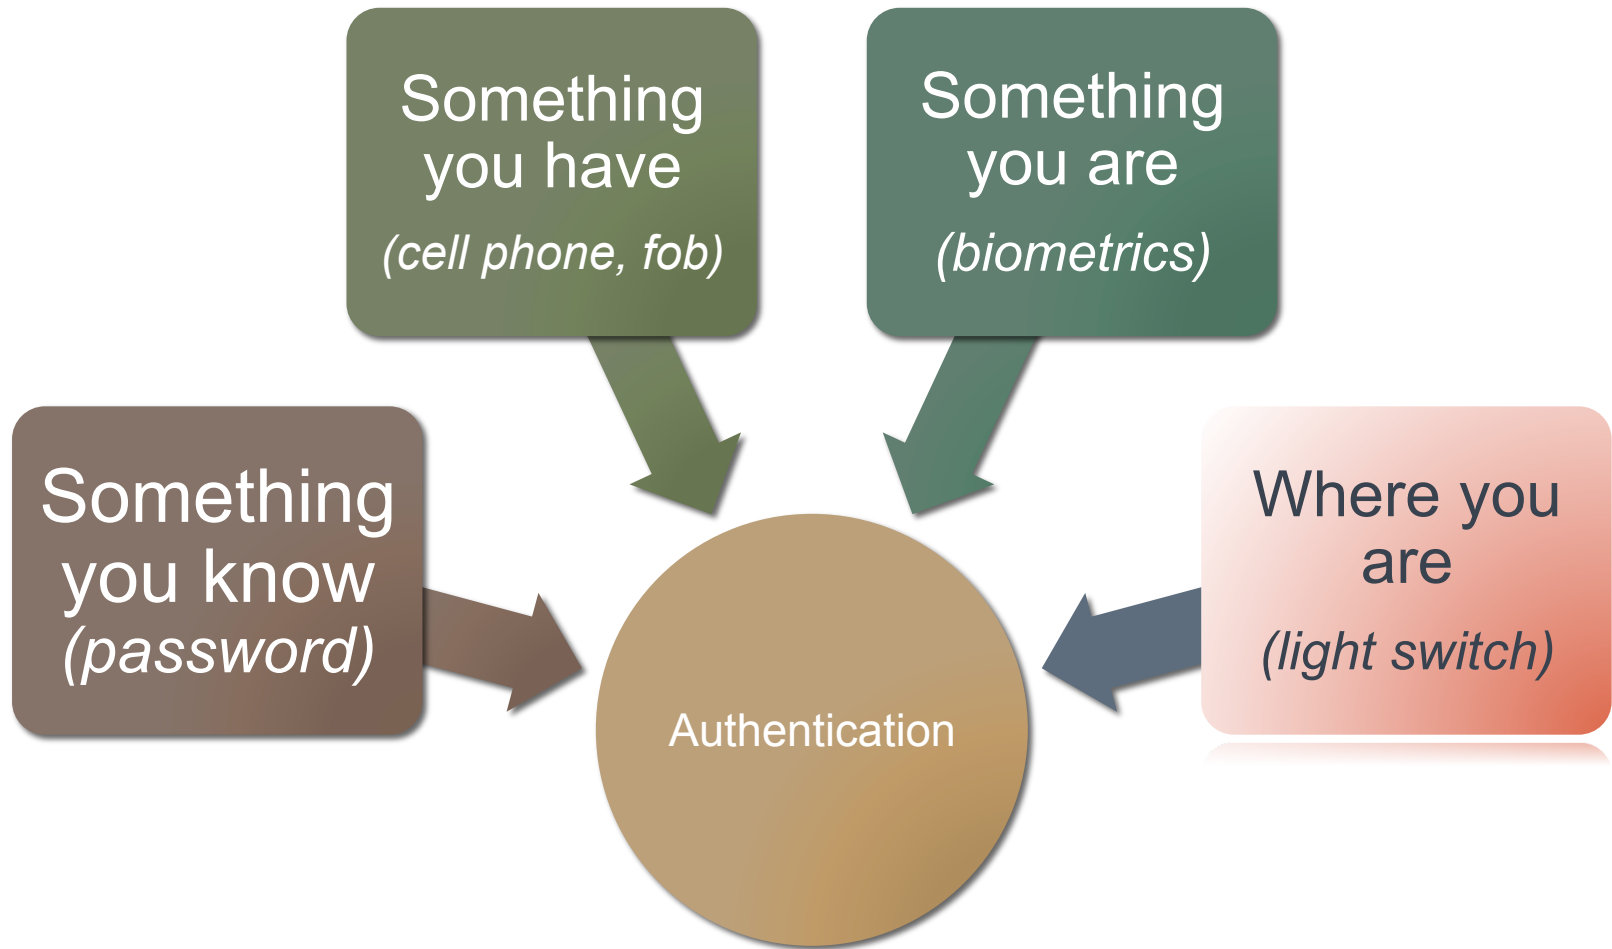 Something
you have
(cell phone, fob)
Something
you are
(biometrics)
Something
you know
(password)
Where you
are
(light switch)
Authentication